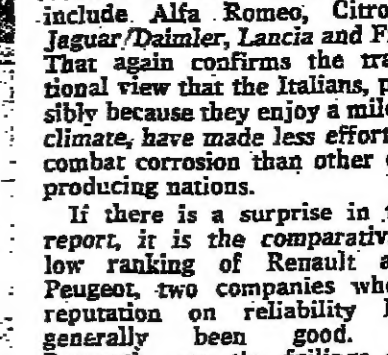 include Alfa Romeo, Citro
Jaguar/Daimler, Lancia and F
That again confirms the tra
tional view that the Italians, p
sibly because they enjoy a mil
climate, have made less effort
combat corrosion than other
producing nations.
If there is a surprise in
report, it is the comparativ
low ranking of Renault a
Peugeot, two companies who
reputation on reliability
generally been good.